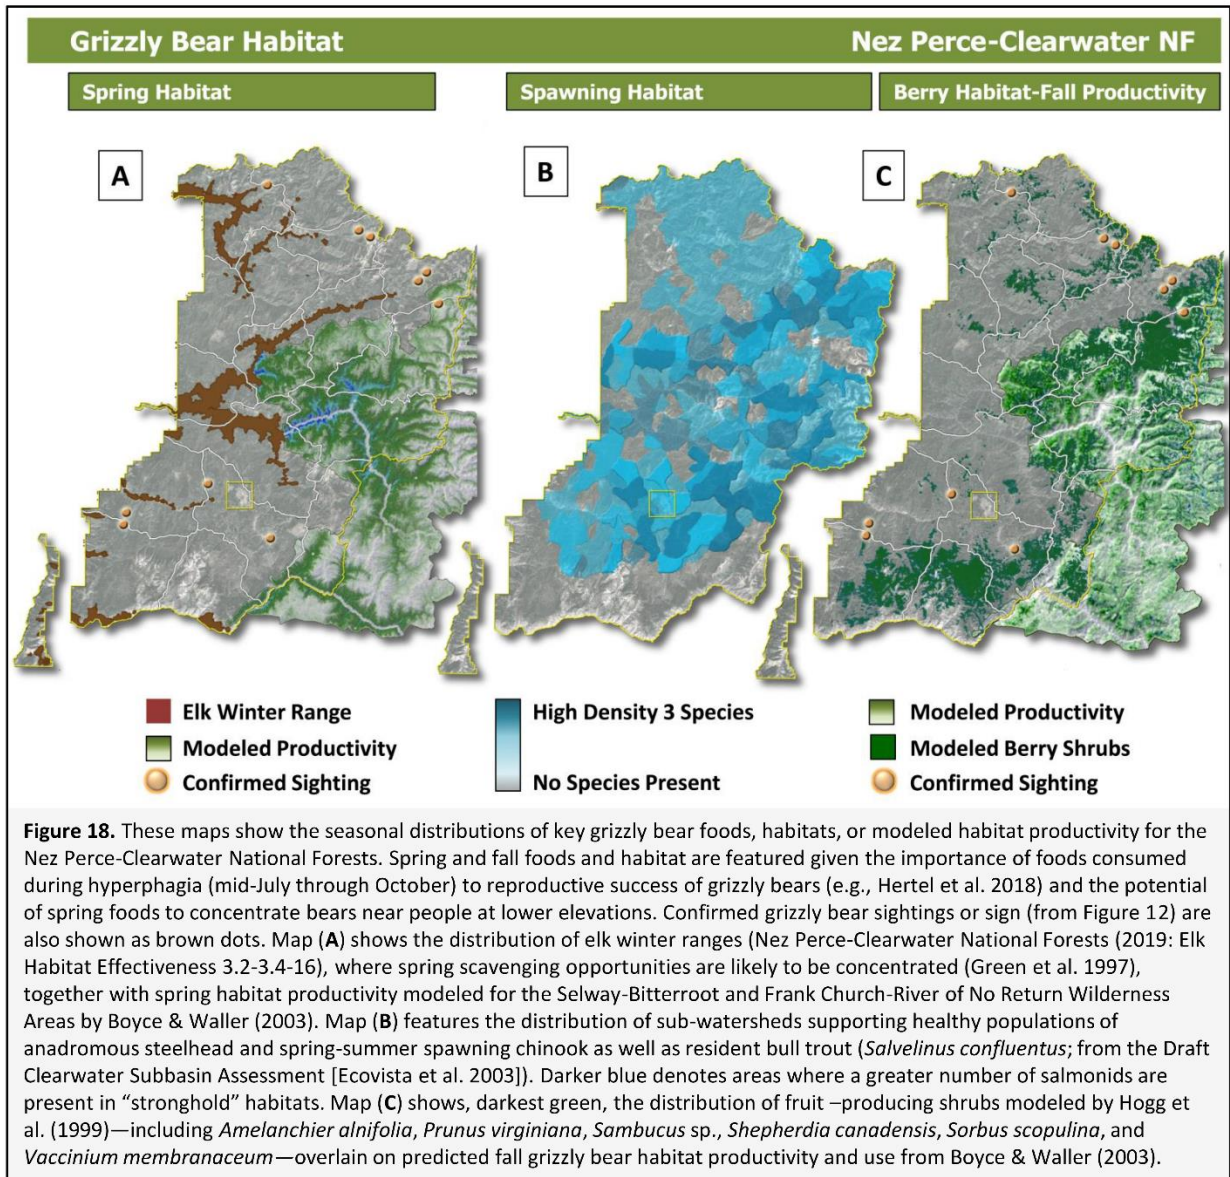 Grizzly Bear Habitat
Nez Perce-Clearwater NF
Spring Habitat
Spawning Habitat
Berry Habitat-Fall Productivity
A
B
C
Elk Winter Range
Modeled Productivity
Confirmed Sighting
High Density 3 Species
No Species Present
Modeled Productivity
Modeled Berry Shrubs
Confirmed Sighting
Figure 18. These maps show the seasonal distributions of key grizzly bear foods, habitats, or modeled habitat productivity for the
Nez Perce-Clearwater National Forests. Spring and fall foods and habitat are featured given the importance of foods consumed
during hyperphagia (mid-July through October) to reproductive success of grizzly bears (e.g., Hertel et al. 2018) and the potential
of spring foods to concentrate bears near people at lower elevations. Confirmed grizzly bear sightings or sign (from Figure 12) are
also shown as brown dots. Map (A) shows the distribution of elk winter ranges (Nez Perce-Clearwater National Forests (2019: Elk
Habitat Effectiveness 3.2-3.4-16), where spring scavenging opportunities are likely to be concentrated (Green et al. 1997),
together with spring habitat productivity modeled for the Selway-Bitterroot and Frank Church-River of No Return Wilderness
Areas by Boyce & Waller (2003). Map (B) features the distribution of sub-watersheds supporting healthy populations of
anadromous steelhead and spring-summer spawning chinook as well as resident bull trout (Salvelinus confluentus; from the Draft
Clearwater Subbasin Assessment [Ecovista et al. 2003]). Darker blue denotes areas where a greater number of salmonids are
present in “stronghold” habitats. Map (C) shows, darkest green, the distribution of fruit –producing shrubs modeled by Hogg et
al. (1999)—including Amelanchier alnifolia, Prunus virginiana, Sambucus sp., Shepherdia canadensis, Sorbus scopulina, and
Vaccinium membranaceum—overlain on predicted fall grizzly bear habitat productivity and use from Boyce & Waller (2003).